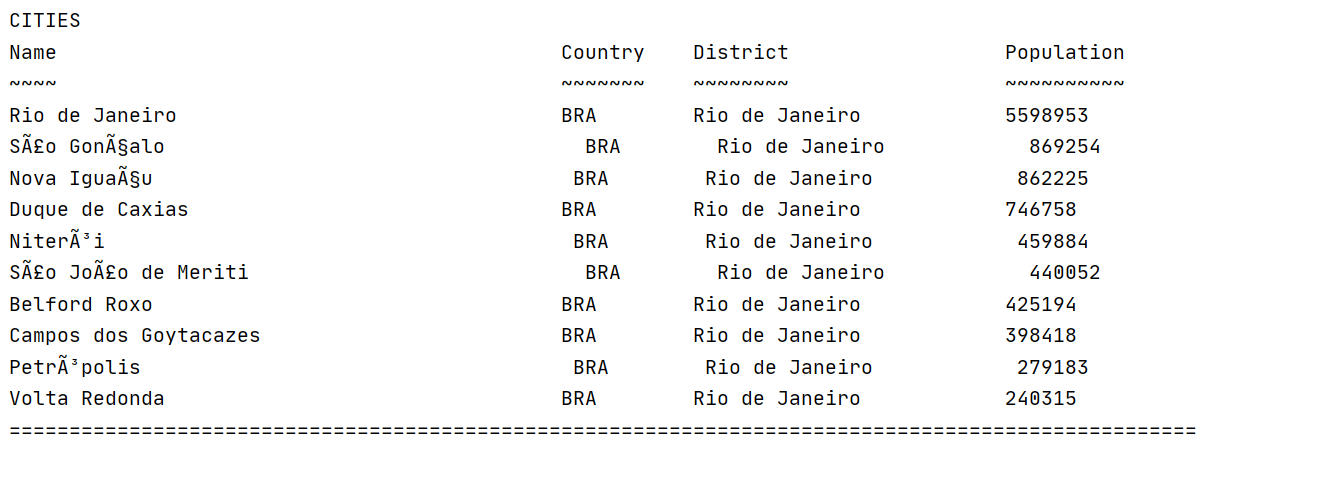 CITIES
Name Country District Population
~~~~ ~~~~~~~ ~~~~~~~~ ~~~~~~~~~~
Rio de Janeiro BRA Rio de Janeiro 5598953
SÃ£o GonÃ§alo BRA Rio de Janeiro 869254
Nova IguaÃ§u BRA Rio de Janeiro 862225
Duque de Caxias BRA Rio de Janeiro 746758
NiterÃ³i BRA Rio de Janeiro 459884
SÃ£o JoÃ£o de Meriti BRA Rio de Janeiro 440052
Belford Roxo BRA Rio de Janeiro 425194
Campos dos Goytacazes BRA Rio de Janeiro 398418
PetrÃ³polis BRA Rio de Janeiro 279183
Volta Redonda BRA Rio de Janeiro 240315
===================================================================================================